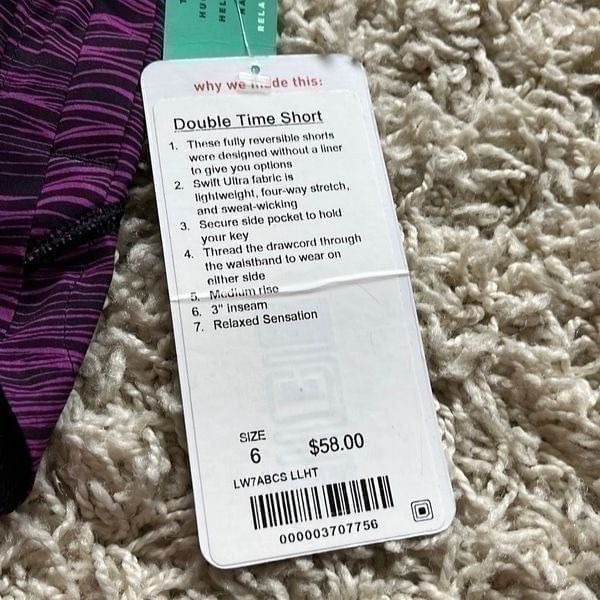 HU
HEL
RELA
why we made this:
Double Time Short
1. These fully reversible shorts
were designed without a liner
to give you options
2. Swift Ultra fabric is
lightweight, four-way stretch,
and sweat-wicking
3. Secure side pocket to hold
your key
4. Thread the drawcord through
the waistband to wear on
either side
5. Medium rise
6. 3" inseam
7. Relaxed Sensation
SIZE
6 $58.00
LW7ABCS LLHT
000003707756